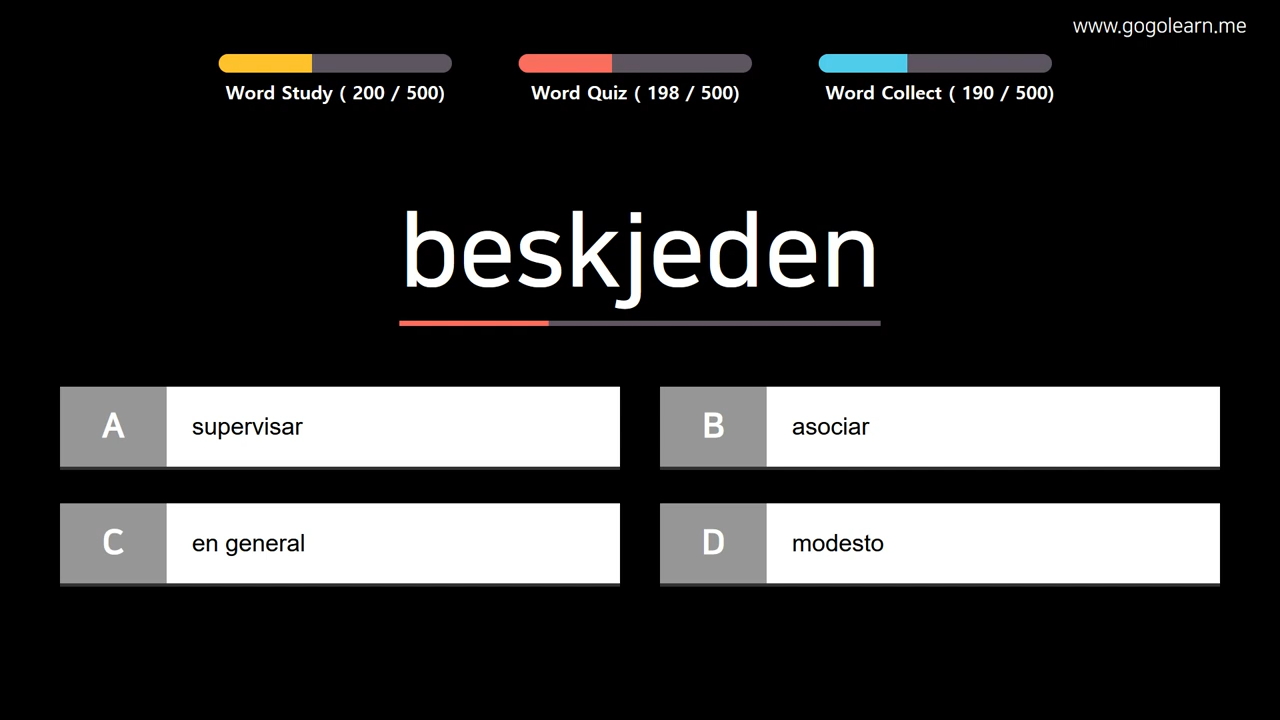 www.gogolearn.me
Word Study ( 200 / 500)
Word Quiz ( 198 / 500)
Word Collect ( 190 / 500)
beskjeden
A supervisar
B asociar
C en general
D modesto